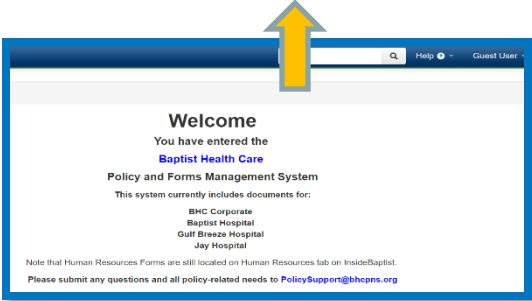 Help
Guest User
Welcome
You have entered the
Baptist Health Care
Policy and Forms Management System
This system currently includes documents for:
BHC Corporate
Baptist Hospital
Gulf Breeze Hospital
Jay Hospital
Note that Human Resources Forms are still located on Human Resources tab on InsideBaptist.
Please submit any questions and all policy-related needs to PolicySupport@bhcpns.org